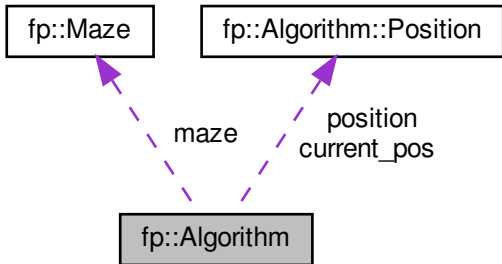 fp::Maze
fp::Algorithm::Position
maze
position
current_pos
fp::Algorithm